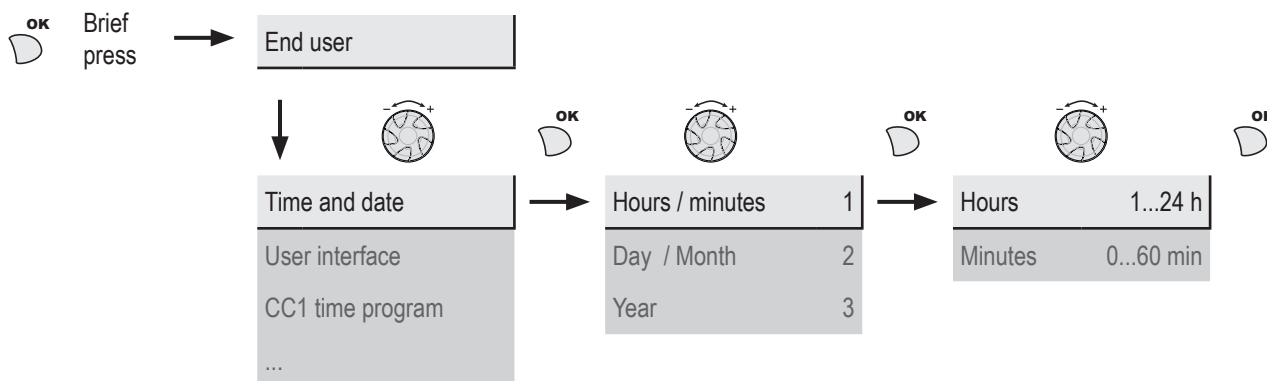 OK
Brief
press
End user
- +
OK
- +
OK
- +
Time and date
Hours / minutes 1
Hours 1...24 h
User interface
Day / Month 2
Minutes 0...60 min
CC1 time program
Year 3
...